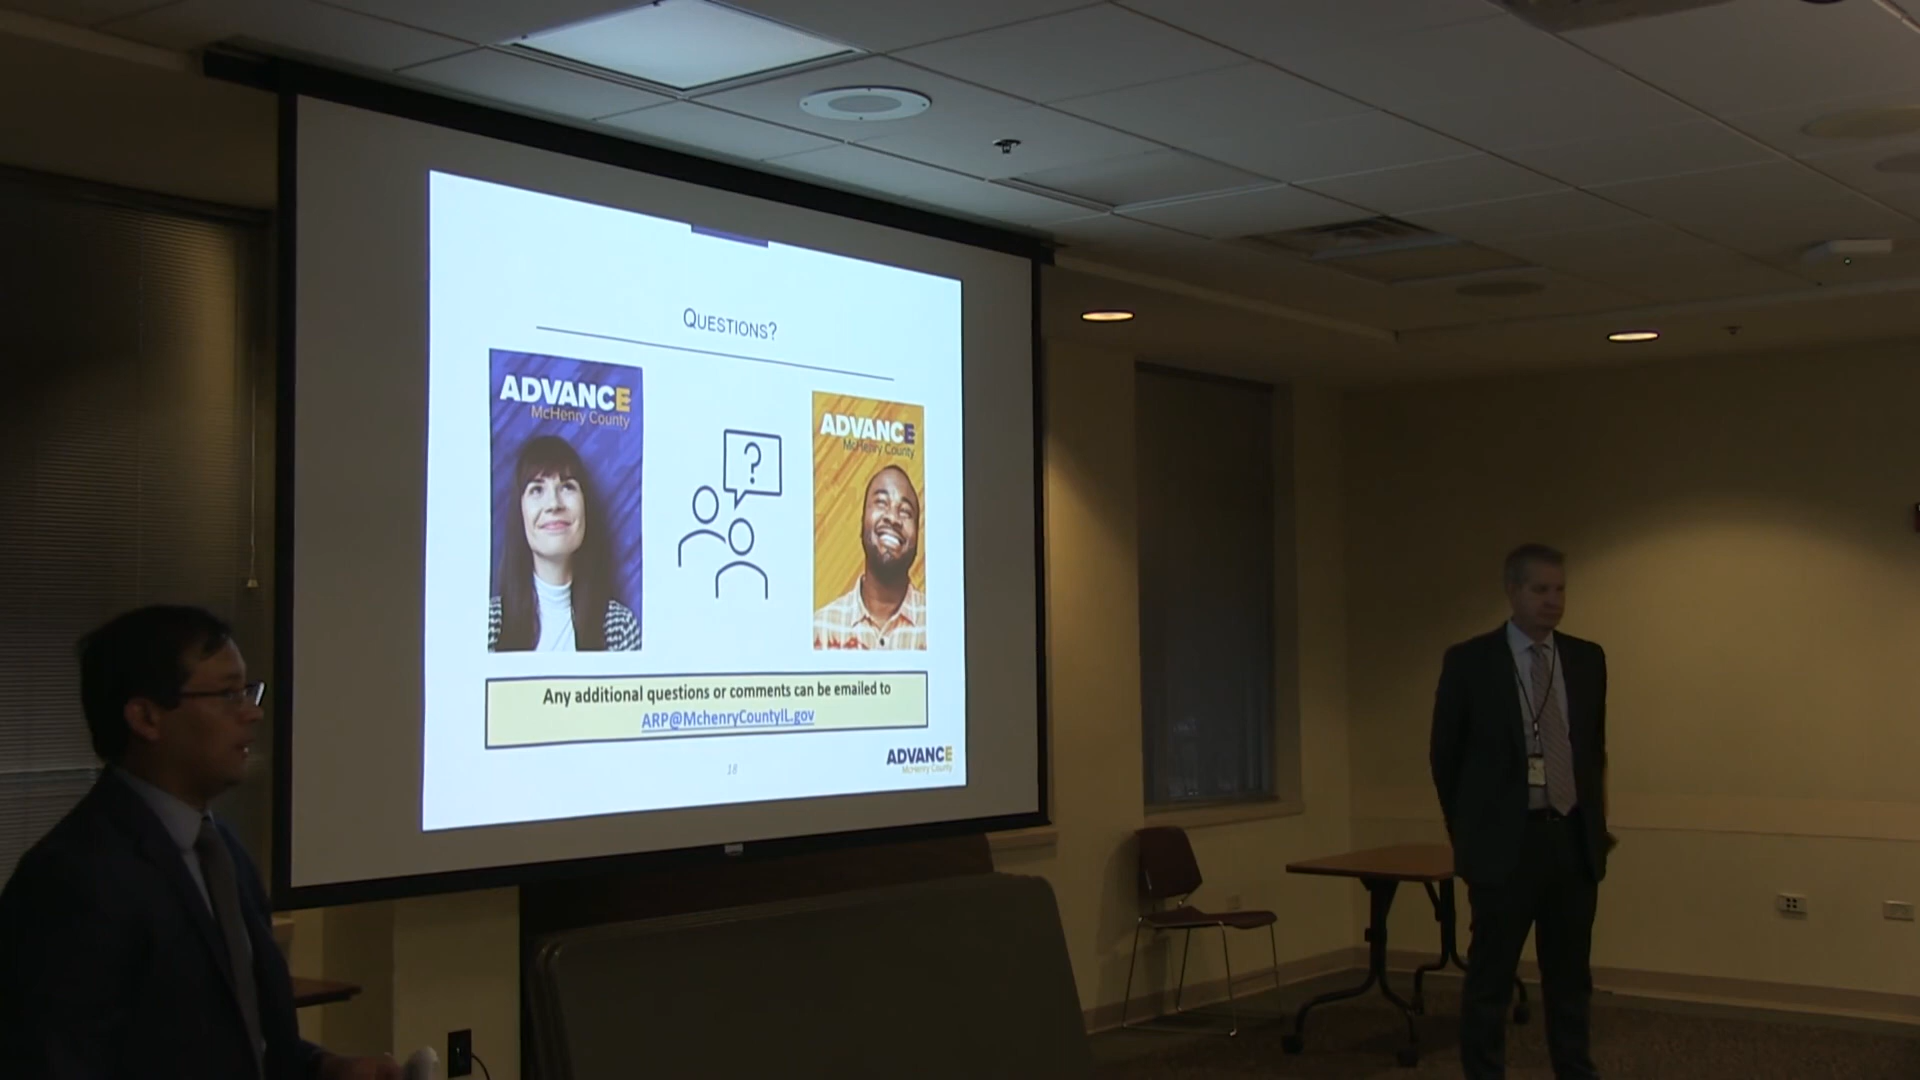 QUESTIONS?
ADVANCE
McHenry County
?
ADVANCE
McHenry County
Any additional questions or comments can be emailed to
ARP@MchenryCountyIL.gov
18
ADVANCE
McHenry County